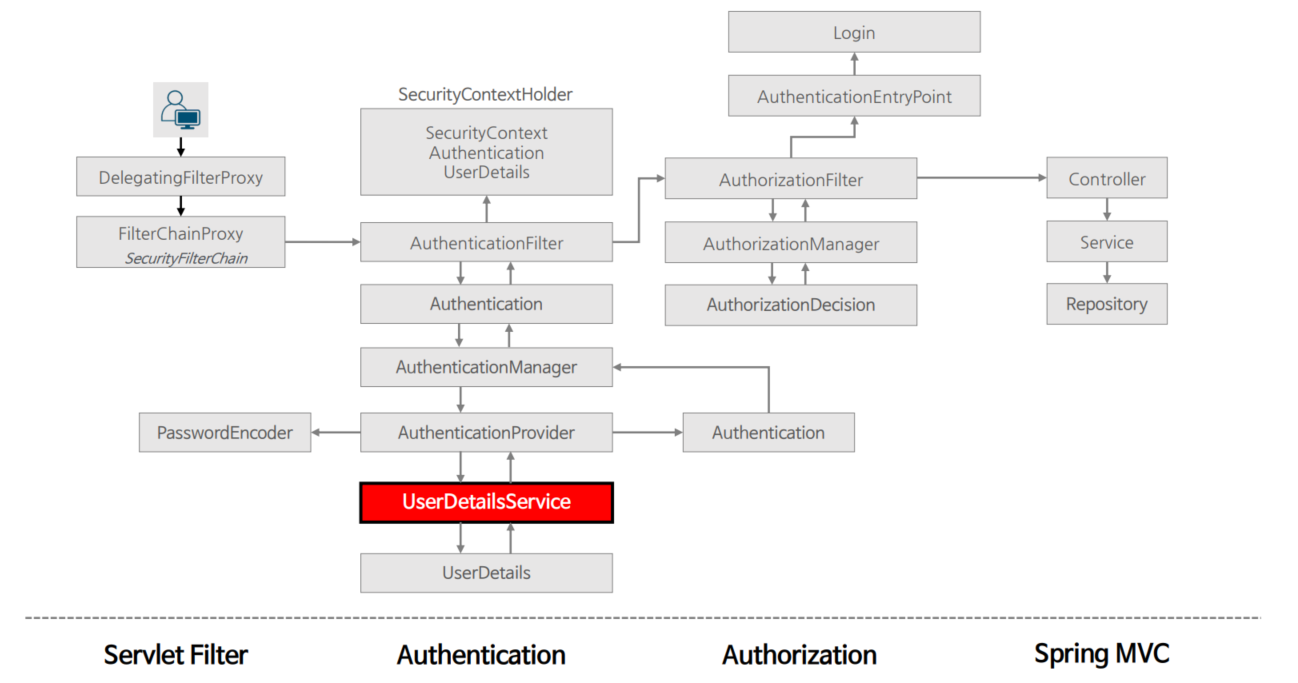 Login
AuthenticationEntryPoint
SecurityContextHolder
SecurityContext
Authentication
UserDetails
DelegatingFilterProxy
AuthorizationFilter
Controller
FilterChainProxy
SecurityFilterChain
AuthenticationFilter
AuthorizationManager
Service
Authentication
AuthorizationDecision
Repository
AuthenticationManager
PasswordEncoder
AuthenticationProvider
Authentication
UserDetailsService
UserDetails
Servlet Filter
Authentication
Authorization
Spring MVC